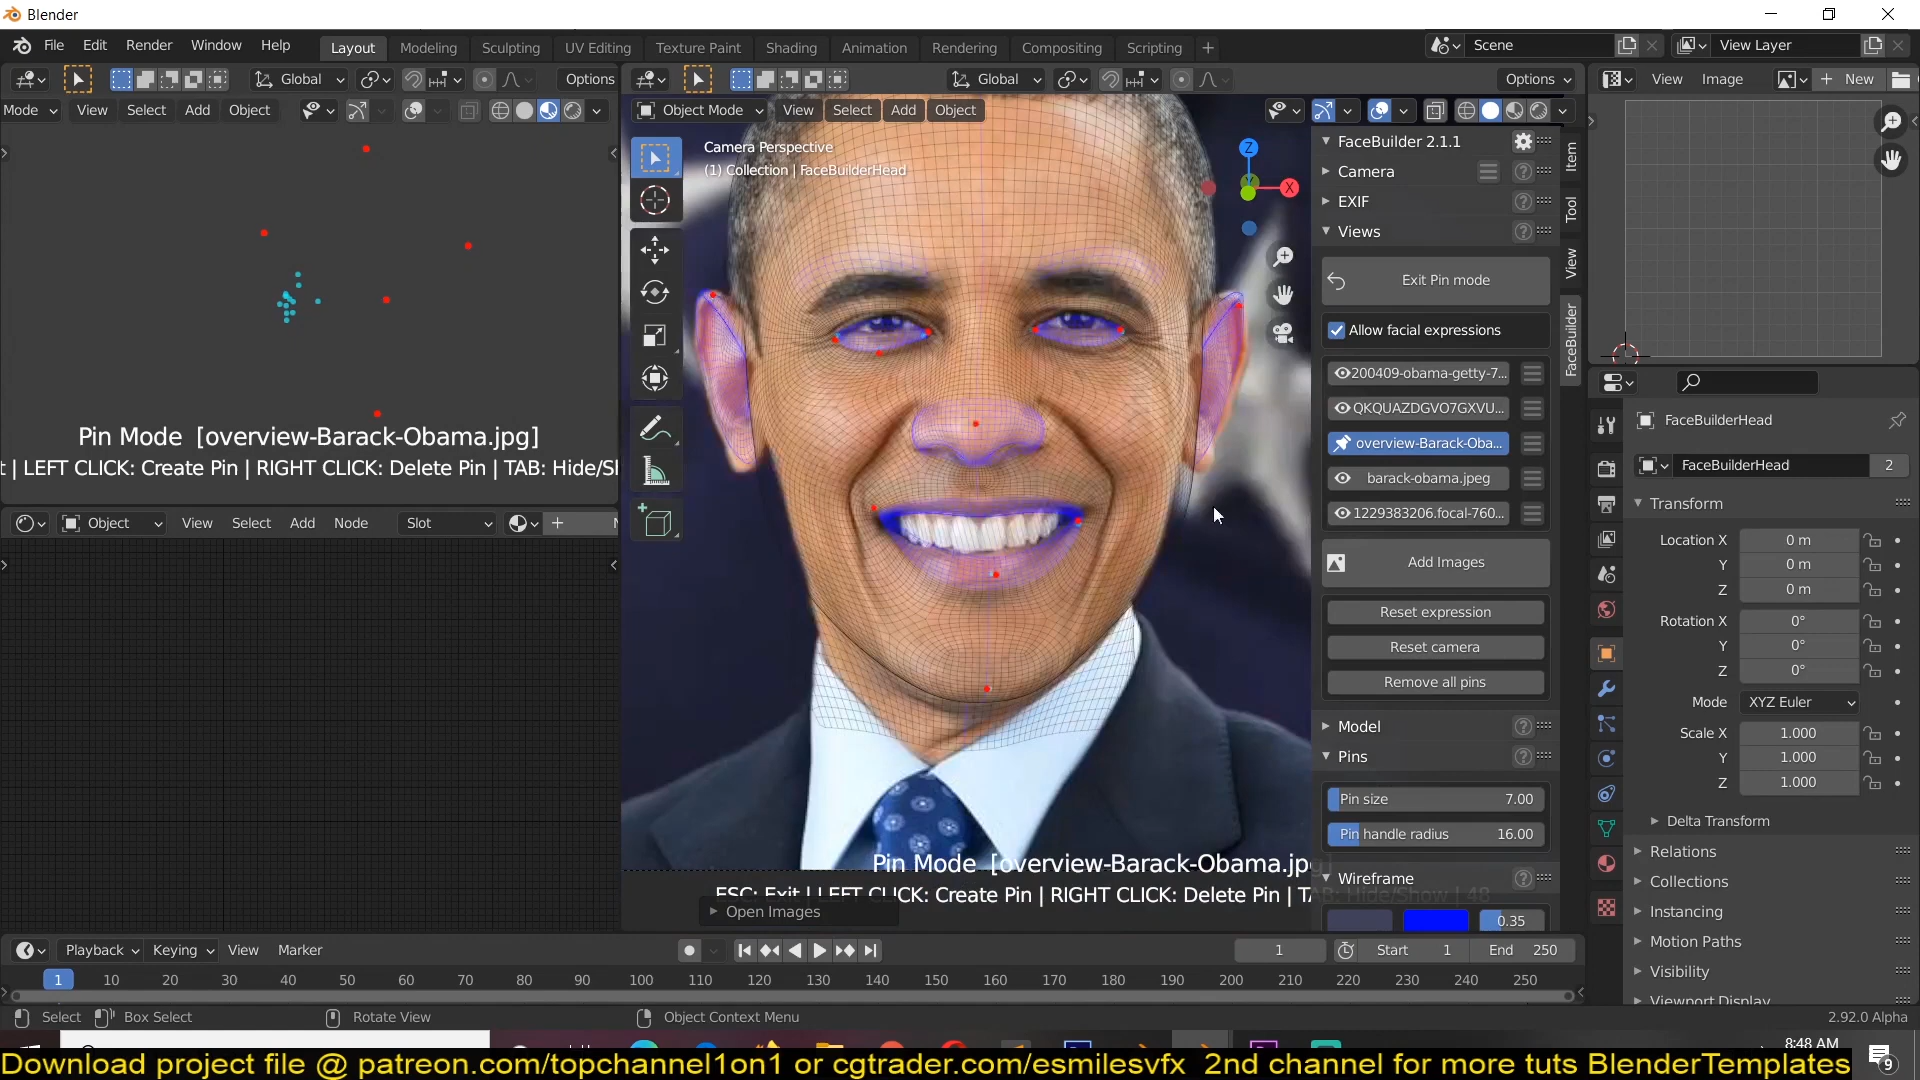 Blender
File Edit Render Window Help Layout Modeling Sculpting UV Editing Texture Paint Shading Animation Rendering Compositing Scripting + Scene View Layer
Global Options Global Options View Image New
Mode View Select Add Object Object Mode View Select Add Object
Camera Perspective
(1) Collection | FaceBuilderHead
Z
X
FaceBuilder 2.1.1
Camera
EXIF
Views
Exit Pin mode
Allow facial expressions
200409-obama-getty-7...
QKQUAZDGVO7GXVU...
overview-Barack-Oba...
barack-obama.jpeg
1229383206.focal-760...
Add Images
Reset expression
Reset camera
Remove all pins
Model
Pins
Pin size 7.00
Pin handle radius 16.00
Wireframe
0.35
Item
Tool
View
FaceBuilder
Pin Mode [overview-Barack-Obama.jpg]
t | LEFT CLICK: Create Pin | RIGHT CLICK: Delete Pin | TAB: Hide/Sl
Object View Select Add Node Slot
Pin Mode [overview-Barack-Obama.jpg]
ESC: Exit | LEFT CLICK: Create Pin | RIGHT CLICK: Delete Pin | TAB: Hide/Show | 48
Open Images
FaceBuilderHead
FaceBuilderHead 2
Transform
Location X 0 m
Y 0 m
Z 0 m
Rotation X 0°
Y 0°
Z 0°
Mode XYZ Euler
Scale X 1.000
Y 1.000
Z 1.000
Delta Transform
Relations
Collections
Instancing
Motion Paths
Visibility
Viewport Display
Playback Keying View Marker 1 Start 1 End 250
1 10 20 30 40 50 60 70 80 90 100 110 120 130 140 150 160 170 180 190 200 210 220 230 240 250
Select Box Select Rotate View Object Context Menu 2.92.0 Alpha
8:48 AM
9
Download project file @ patreon.com/topchannel1on1 or cgtrader.com/esmilesvfx 2nd channel for more tuts BlenderTemplates